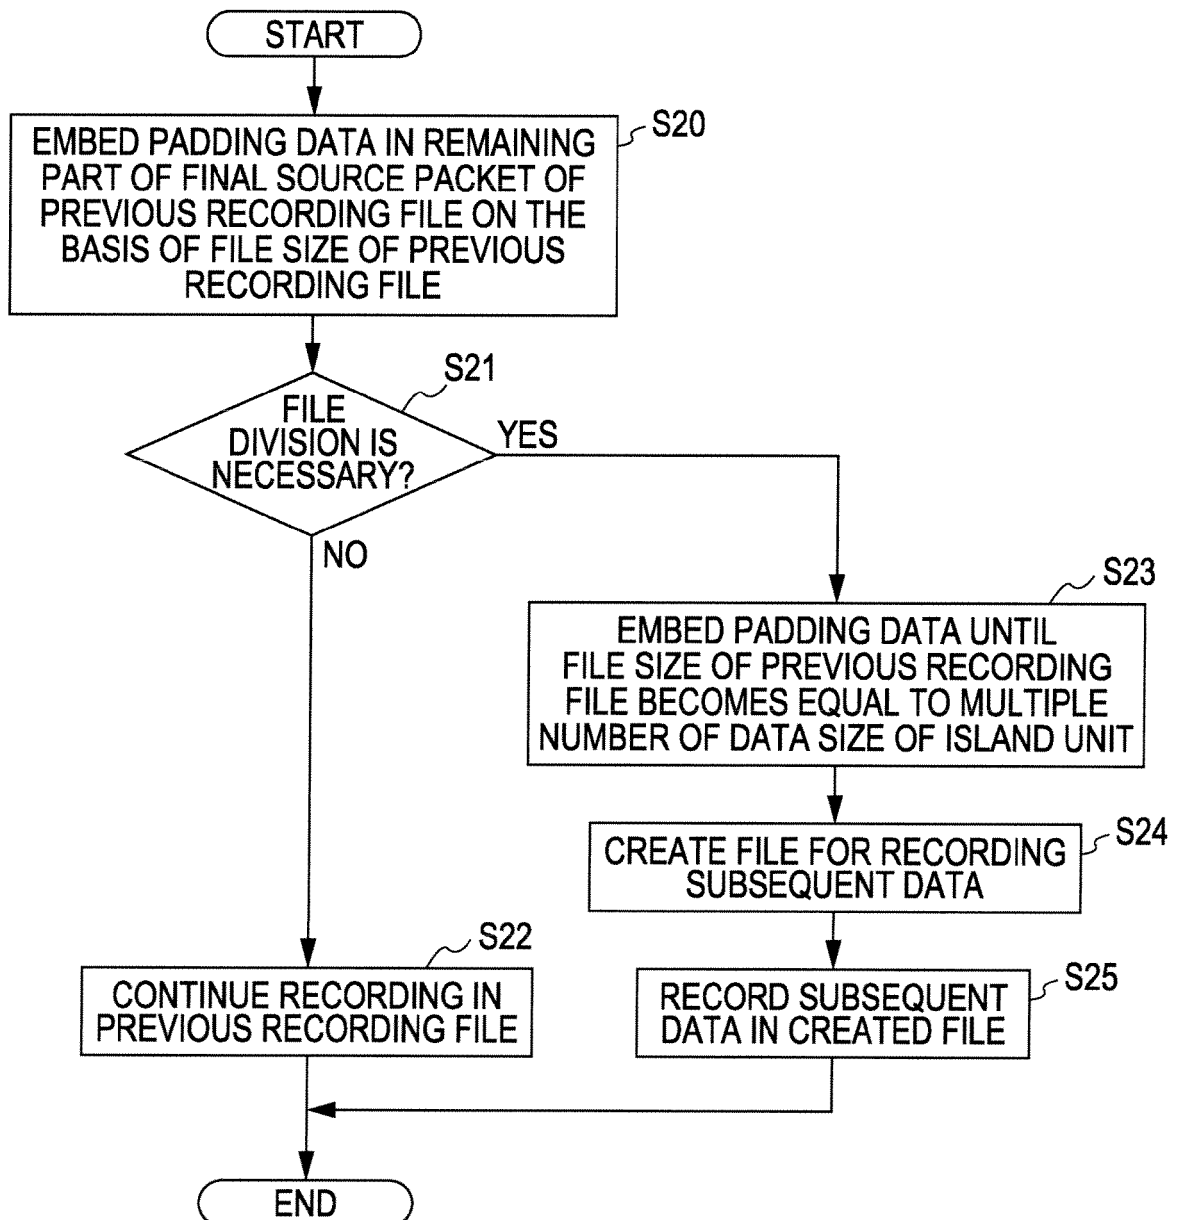 START
S20
EMBED PADDING DATA IN REMAINING
PART OF FINAL SOURCE PACKET OF
PREVIOUS RECORDING FILE ON THE
BASIS OF FILE SIZE OF PREVIOUS
RECORDING FILE
S21
FILE
DIVISION IS
NECESSARY?
YES
NO
S23
EMBED PADDING DATA UNTIL
FILE SIZE OF PREVIOUS RECORDING
FILE BECOMES EQUAL TO MULTIPLE
NUMBER OF DATA SIZE OF ISLAND UNIT
S24
CREATE FILE FOR RECORDING
SUBSEQUENT DATA
S22
CONTINUE RECORDING IN
PREVIOUS RECORDING FILE
S25
RECORD SUBSEQUENT
DATA IN CREATED FILE
END